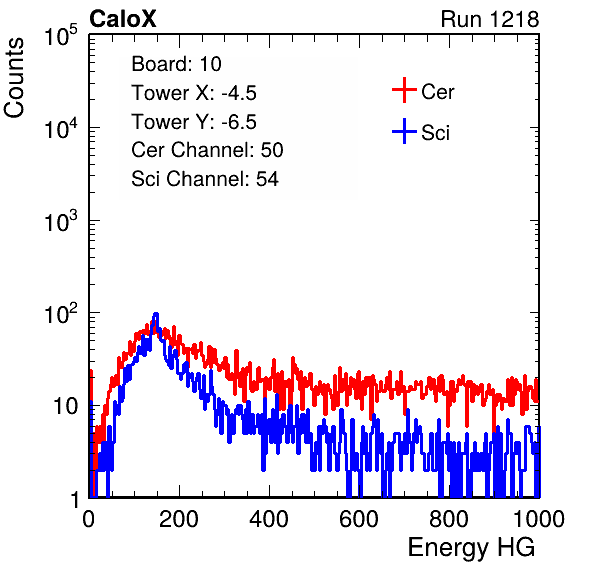 CaloX Run 1218
Counts
10^5
10^4
10^3
10^2
10
1
Board: 10
Tower X: -4.5
Tower Y: -6.5
Cer Channel: 50
Sci Channel: 54
Cer
Sci
0 200 400 600 800 1000
Energy HG